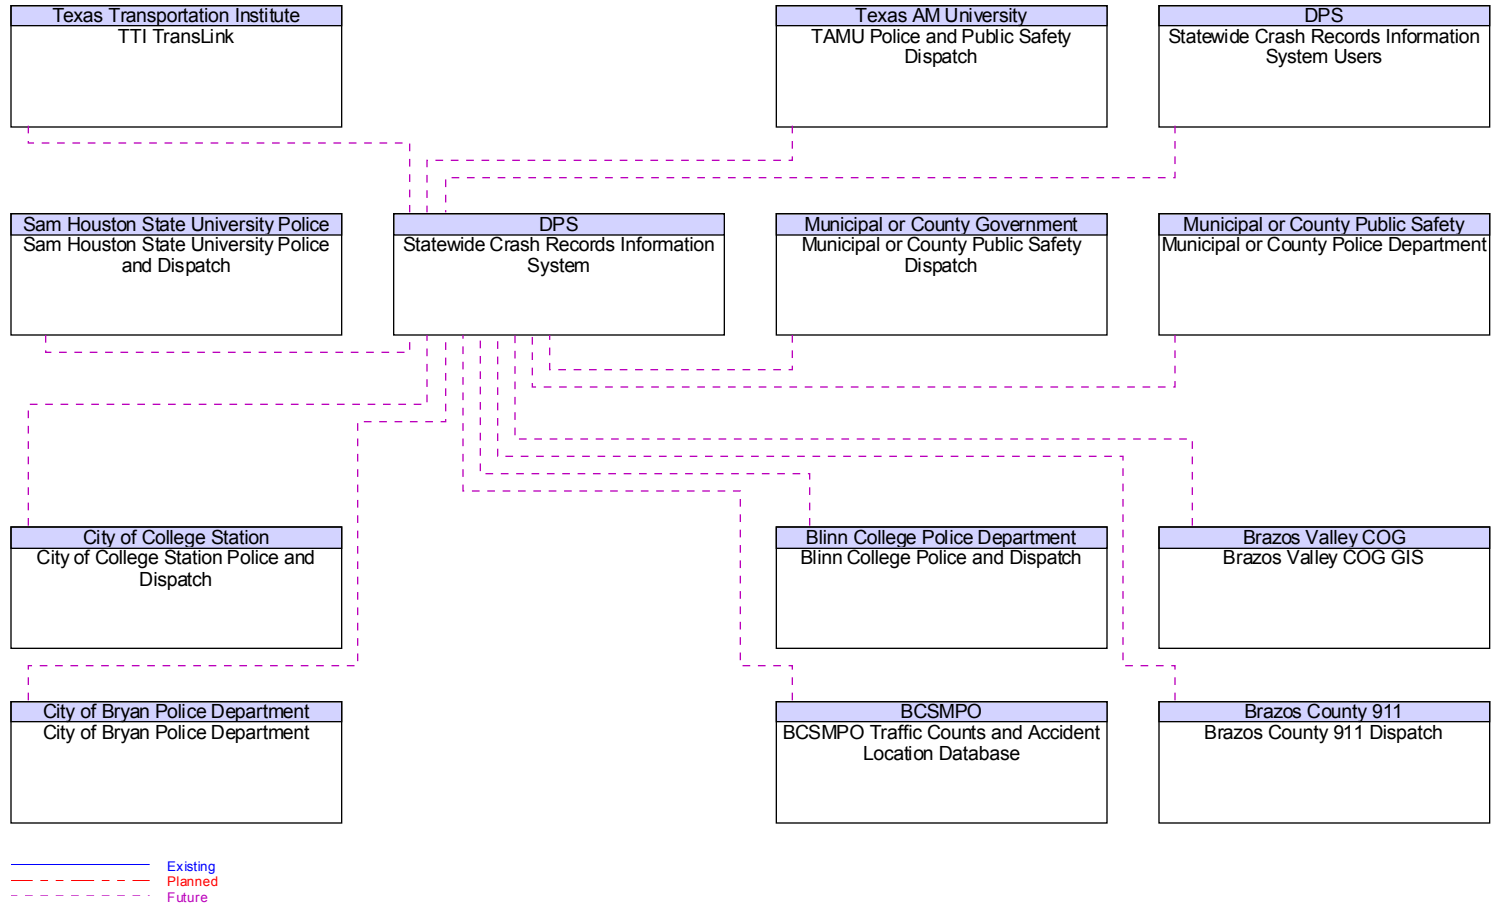 Texas Transportation Institute
TTI TransLink
Texas AM University
TAMU Police and Public Safety
Dispatch
DPS
Statewide Crash Records Information
System Users
Sam Houston State University Police
Sam Houston State University Police
and Dispatch
DPS
Statewide Crash Records Information
System
Municipal or County Government
Municipal or County Public Safety
Dispatch
Municipal or County Public Safety
Municipal or County Police Department
City of College Station
City of College Station Police and
Dispatch
Blinn College Police Department
Blinn College Police and Dispatch
Brazos Valley COG
Brazos Valley COG GIS
City of Bryan Police Department
City of Bryan Police Department
BCSMPO
BCSMPO Traffic Counts and Accident
Location Database
Brazos County 911
Brazos County 911 Dispatch
Existing
Planned
Future